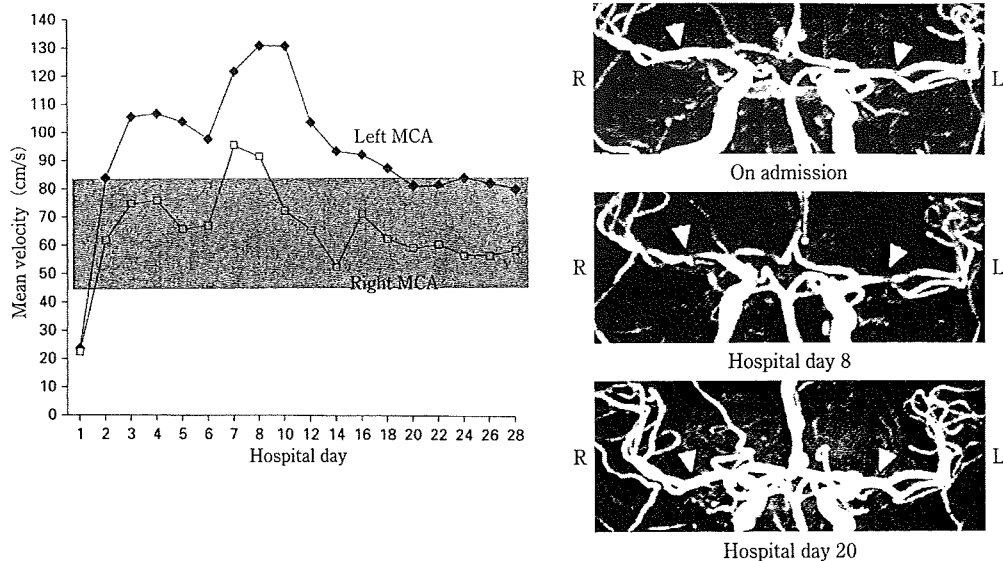 140
130
120
110
100
90
80
70
60
50
40
30
20
10
0
Mean velocity (cm/s)
Left MCA
Right MCA
1 2 3 4 5 6 7 8 10 12 14 16 18 20 22 24 26 28
Hospital day
R L
On admission
R L
Hospital day 8
R L
Hospital day 20